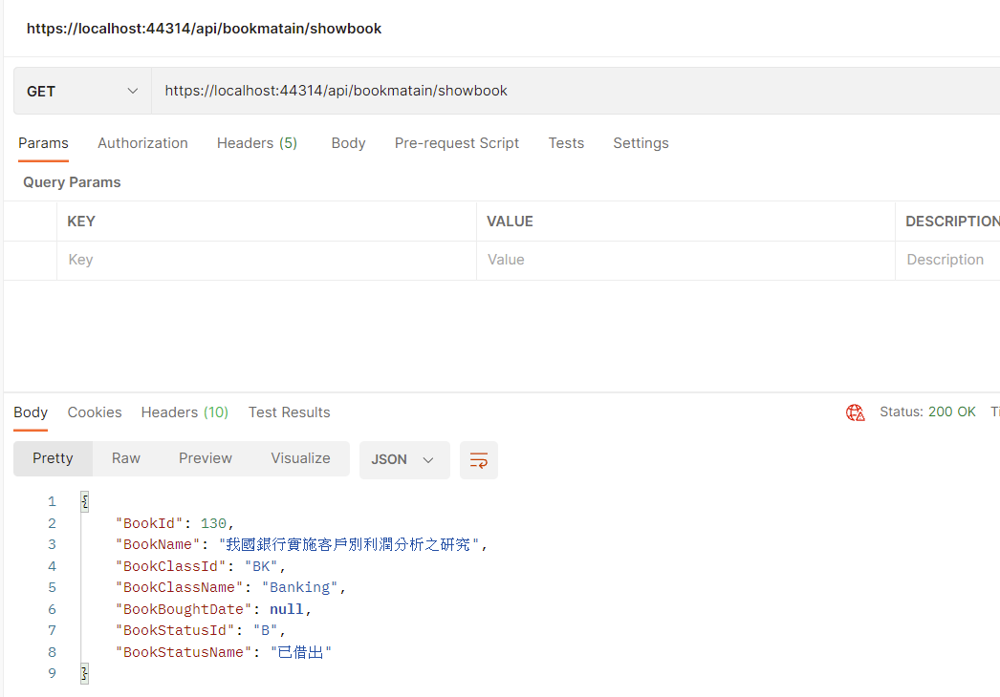 https://localhost:44314/api/bookmatain/showbook
GET https://localhost:44314/api/bookmatain/showbook
Params Authorization Headers (5) Body Pre-request Script Tests Settings
Query Params
KEY VALUE DESCRIPTION
Key Value Description
Body Cookies Headers (10) Test Results Status: 200 OK Ti
Pretty Raw Preview Visualize JSON
1 {
2 "BookId": 130,
3 "BookName": "我國銀行實施客戶別利潤分析之研究",
4 "BookClassId": "BK",
5 "BookClassName": "Banking",
6 "BookBoughtDate": null,
7 "BookStatusId": "B",
8 "BookStatusName": "已借出"
9 }